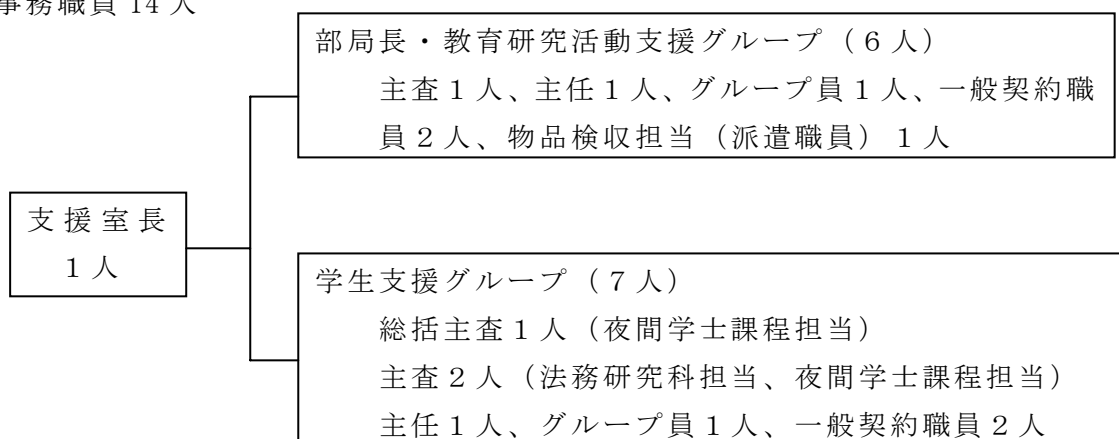 事務職員 14 人
部局長・教育研究活動支援グループ（６人）
主査１人、主任１人、グループ員１人、一般契約職
員２人、物品検収担当（派遣職員）１人
支援室長
１人
学生支援グループ（７人）
総括主査１人（夜間学士課程担当）
主査２人（法務研究科担当、夜間学士課程担当）
主任１人、グループ員１人、一般契約職員２人